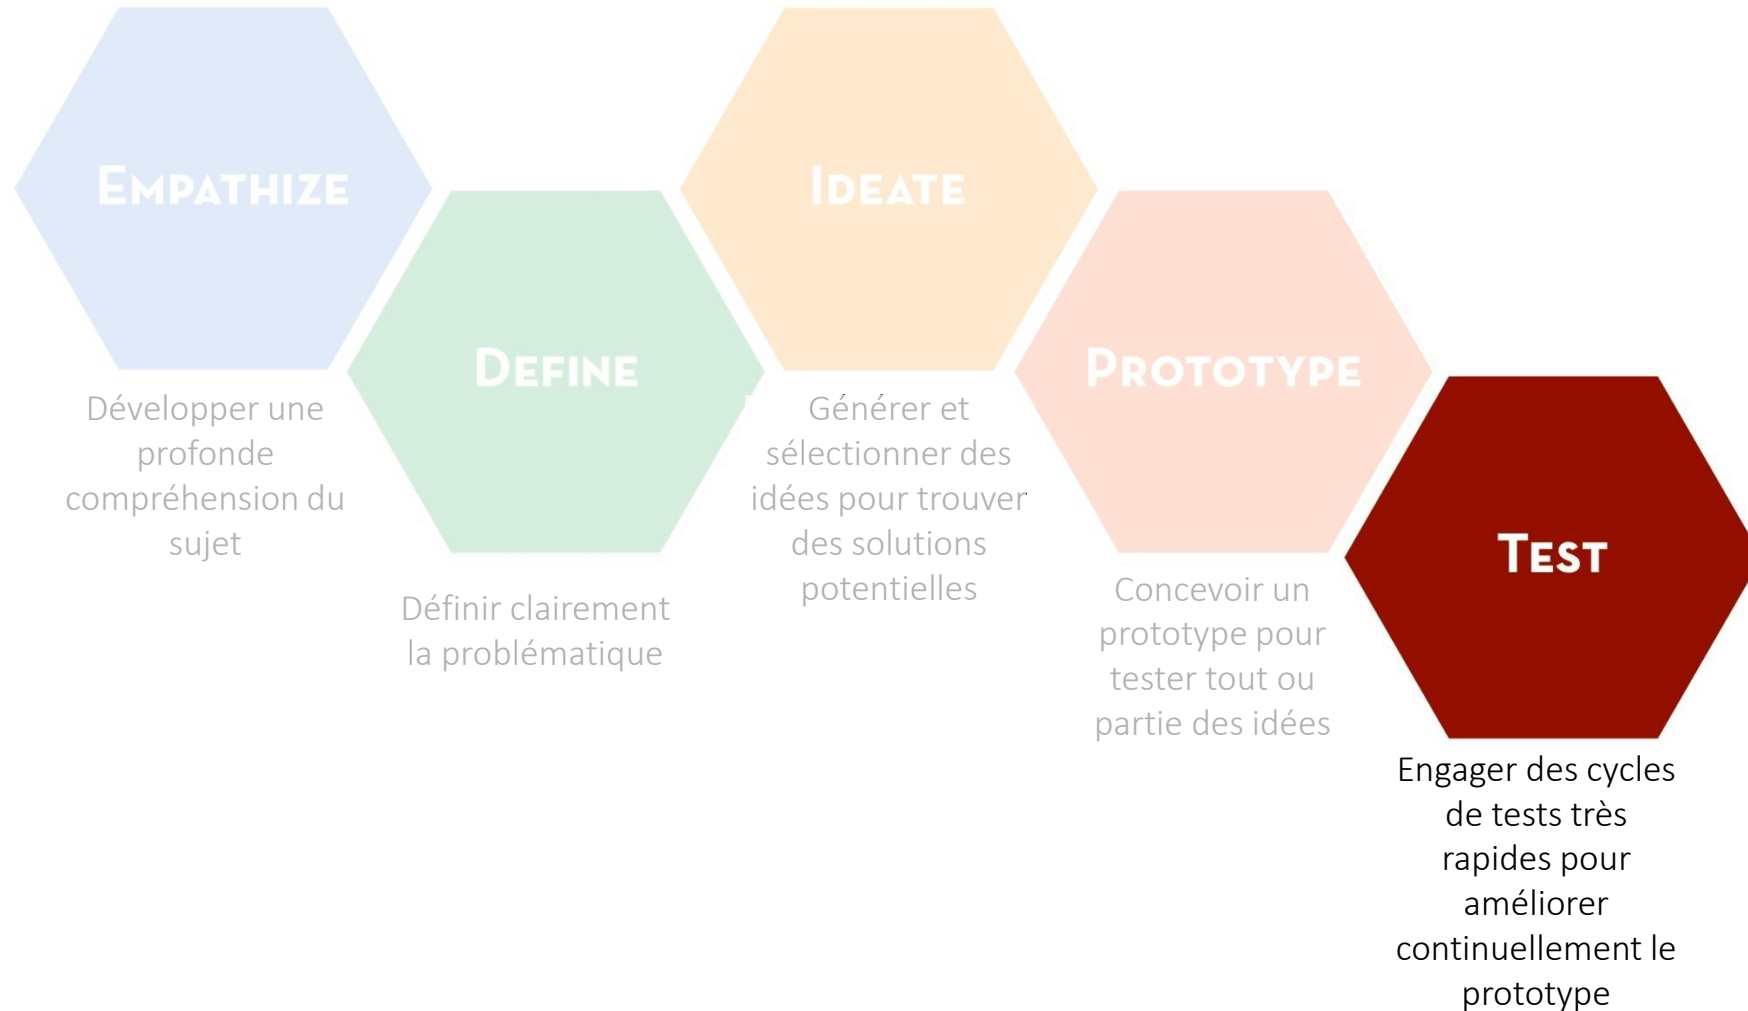 EMPATHIZE
Développer une
profonde
compréhension du
sujet
DEFINE
Définir clairement
la problématique
IDEATE
Générer et
sélectionner des
idées pour trouver
des solutions
potentielles
PROTOTYPE
Concevoir un
prototype pour
tester tout ou
partie des idées
TEST
Engager des cycles
de tests très
rapides pour
améliorer
continuellement le
prototype